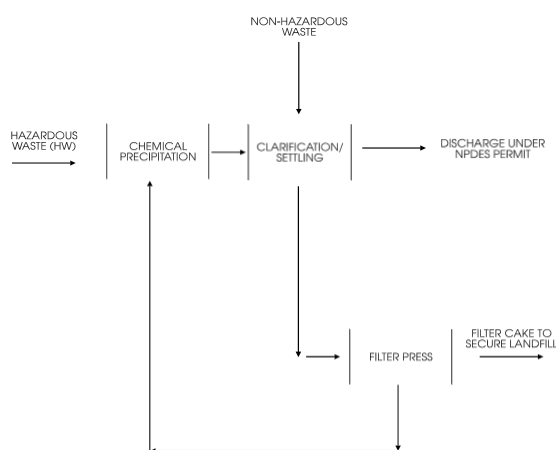 NON-HAZARDOUS
WASTE
HAZARDOUS
WASTE (HW)
CHEMICAL
PRECIPITATION
CLARIFICATION/
SETTLING
DISCHARGE UNDER
NPDES PERMIT
FILTER PRESS
FILTER CAKE TO
SECURE LANDFILL